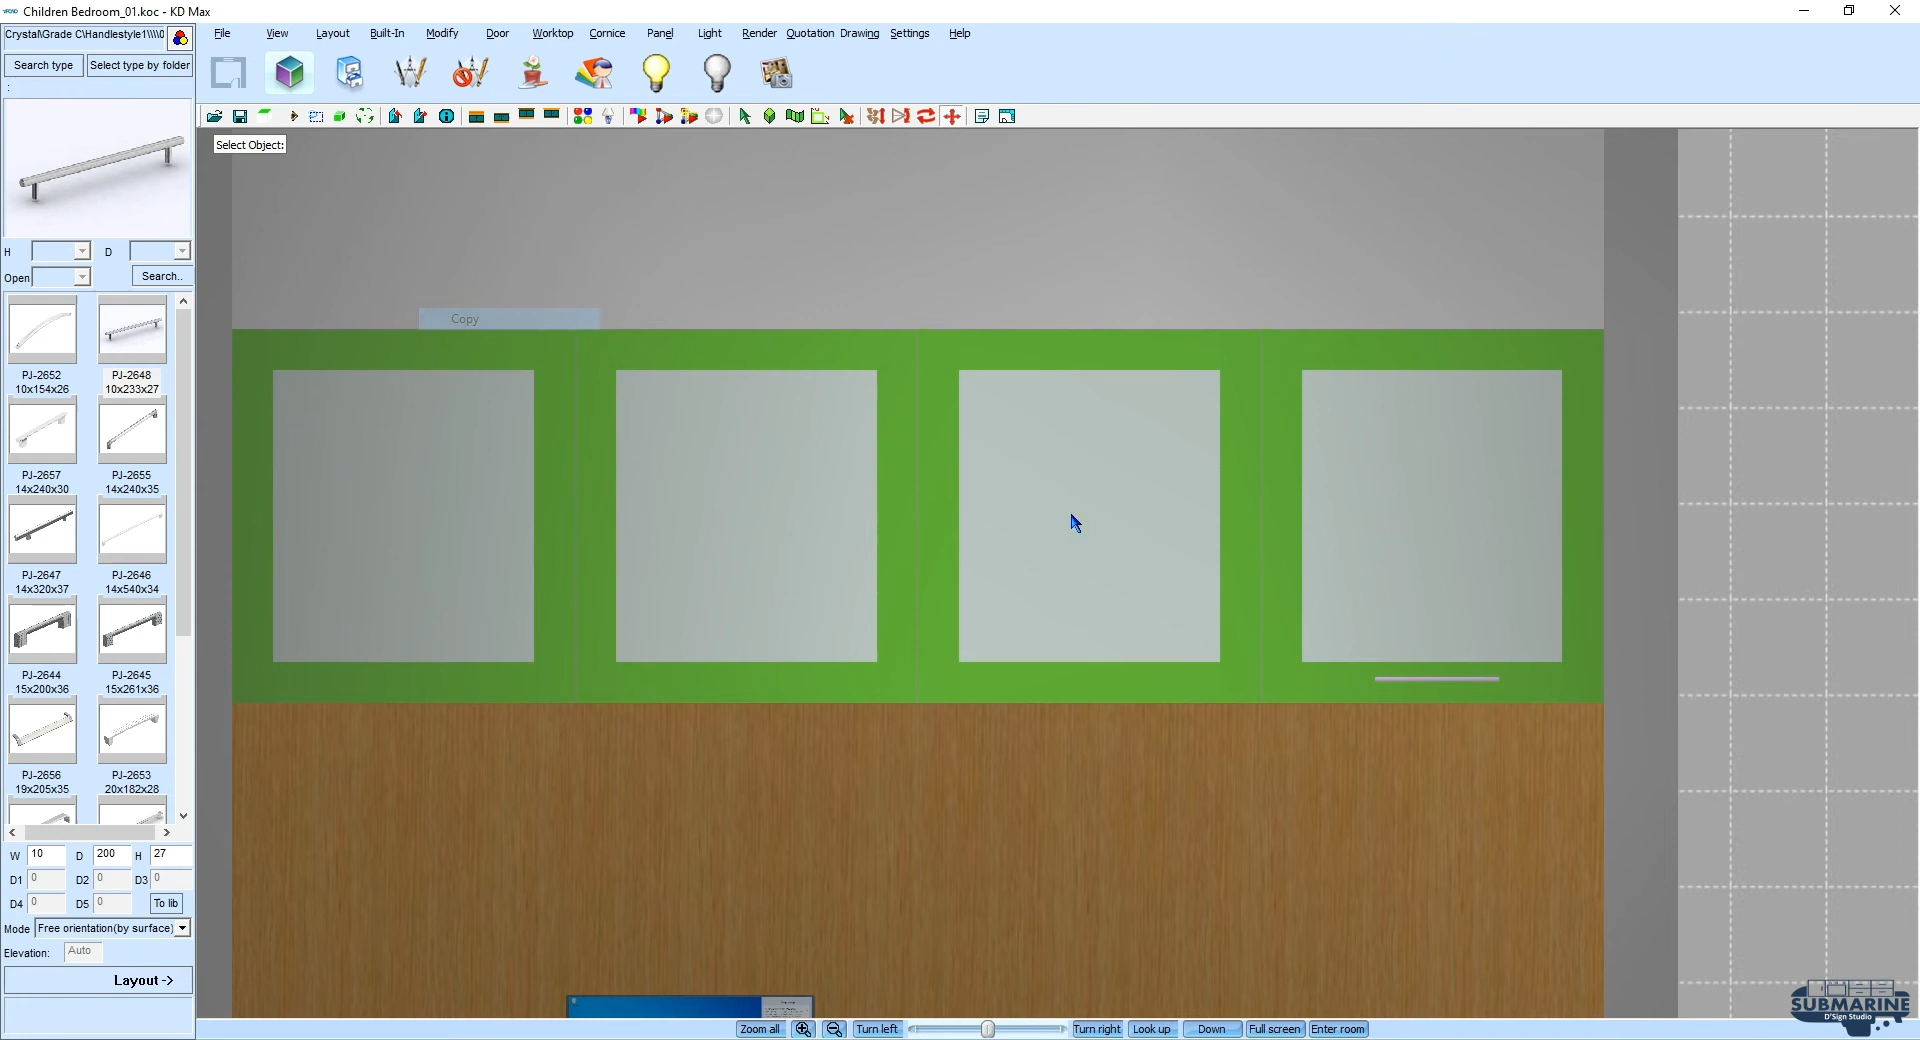 Children Bedroom_01.koc - KD Max
Crystal\Grade C\Handlestyle1\\\\0
File View Layout Built-In Modify Door Worktop Cornice Panel Light Render Quotation Drawing Settings Help
Search type Select type by folder
:
Select Object:
H D
Open Search..
Copy
PJ-2652 PJ-2648
10x154x26 10x233x27
PJ-2657 PJ-2655
14x240x30 14x240x35
PJ-2647 PJ-2646
14x320x37 14x540x34
PJ-2644 PJ-2645
15x200x36 15x261x36
PJ-2656 PJ-2653
19x205x35 20x182x28
W 10 D 200 H 27
D1 0 D2 0 D3 0
D4 0 D5 0 To lib
Mode Free orientation(by surface)
Elevation: Auto
Layout ->
Zoom all Turn left Turn right Look up Down Full screen Enter room
SUBMARINE
D'Sign Studio